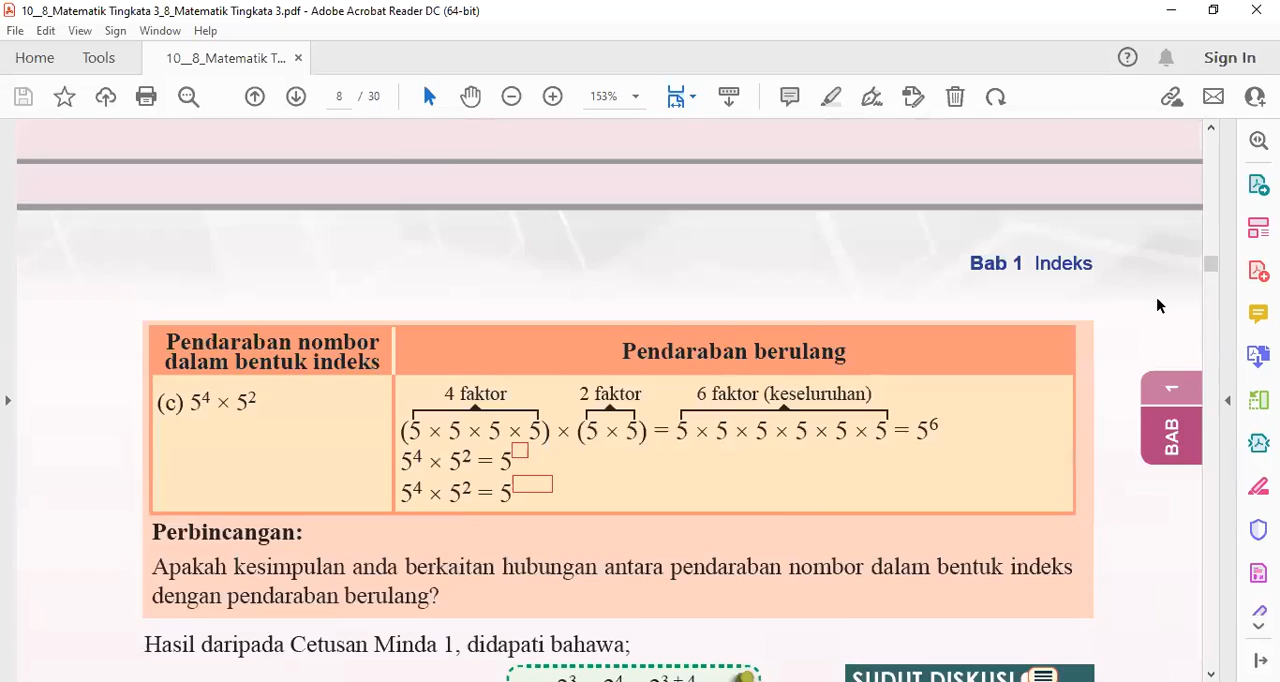 10__8_Matematik Tingkata 3_8_Matematik Tingkata 3.pdf - Adobe Acrobat Reader DC (64-bit)
File Edit View Sign Window Help
Home Tools 10__8_Matematik T... × Sign In
8 / 30 153%
Bab 1 Indeks
Pendaraban nombor
dalam bentuk indeks
Pendaraban berulang
(c) 5⁴ × 5²
4 faktor 2 faktor 6 faktor (keseluruhan)
(5 × 5 × 5 × 5) × (5 × 5) = 5 × 5 × 5 × 5 × 5 × 5 = 5⁶
5⁴ × 5² = 5
5⁴ × 5² = 5
BAB 1
Perbincangan:
Apakah kesimpulan anda berkaitan hubungan antara pendaraban nombor dalam bentuk indeks
dengan pendaraban berulang?
Hasil daripada Cetusan Minda 1, didapati bahawa;
SUDUT DISKUSI